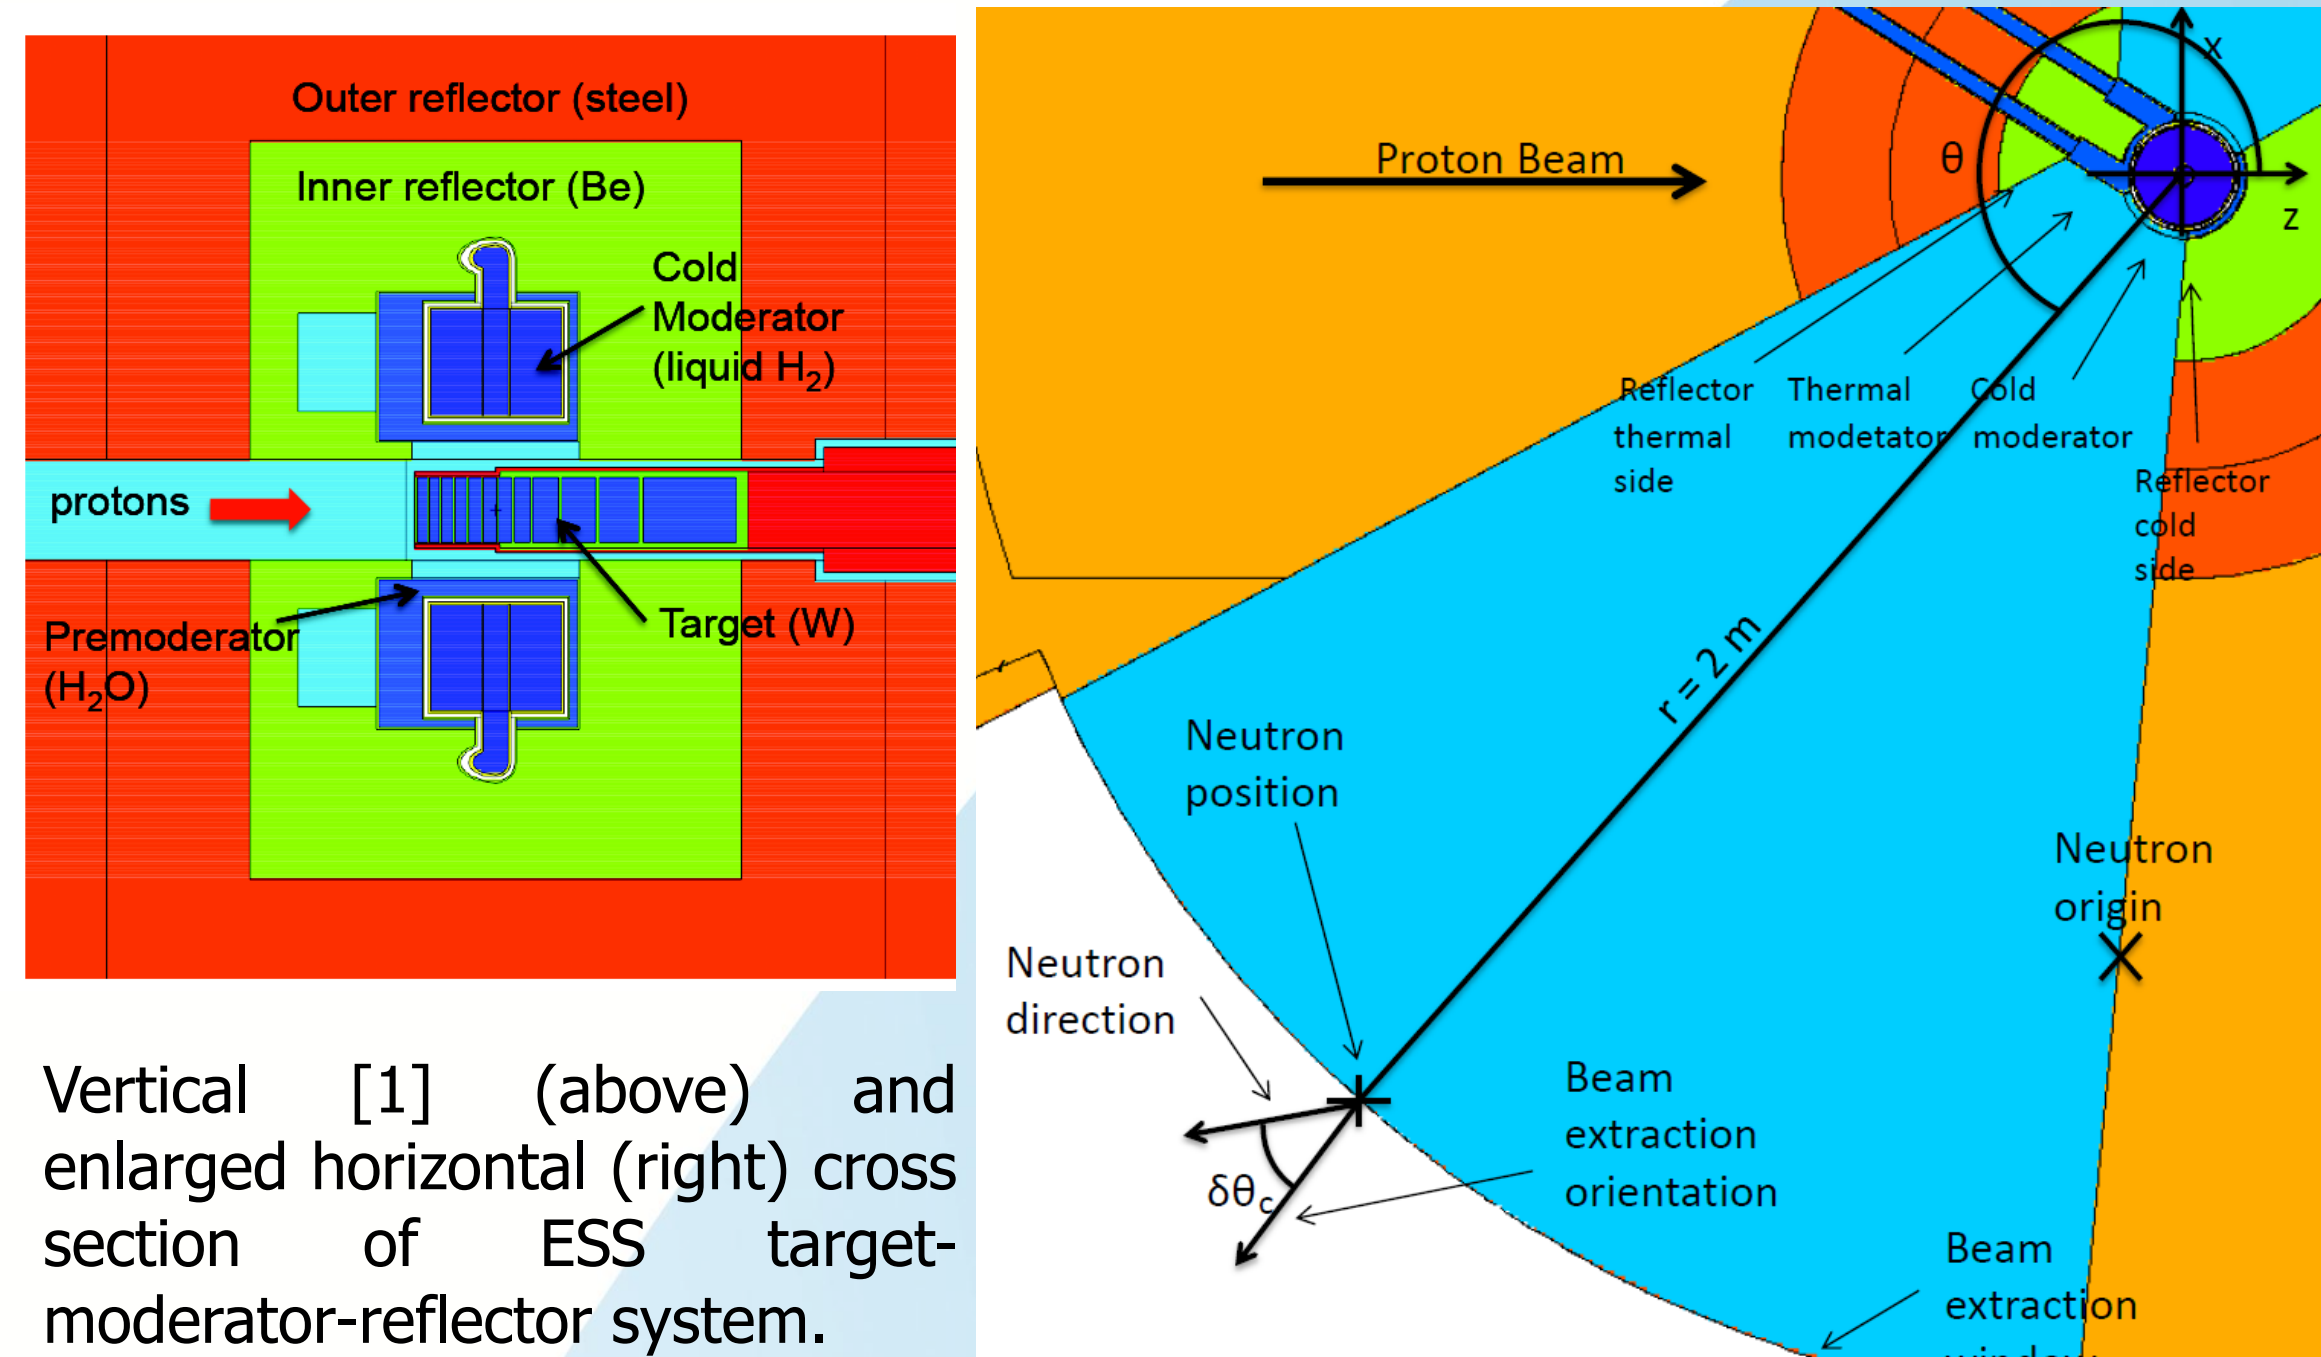 Outer reflector (steel)
Inner reflector (Be)
Cold
Moderator
(liquid H₂)
protons
Target (W)
Premoderator
(H₂O)
Vertical [1] (above) and
enlarged horizontal (right) cross
section of ESS target-
moderator-reflector system.
x
Proton Beam
θ
z
Reflector
thermal
side
Thermal
modetator
Cold
moderator
Reflector
cold
side
r = 2 m
Neutron
position
Neutron
origin
Neutron
direction
Beam
extraction
orientation
δθc
Beam
extraction
window